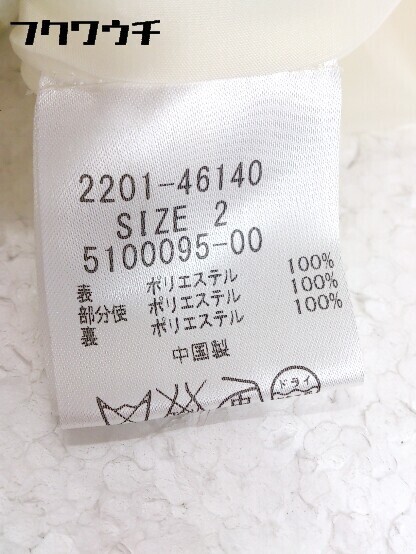 フクワウチ
2201-46140
SIZE 2
5100095-00
表 ポリエステル 100%
部分使 ポリエステル 100%
裏 ポリエステル 100%
中国製
中 ドライ